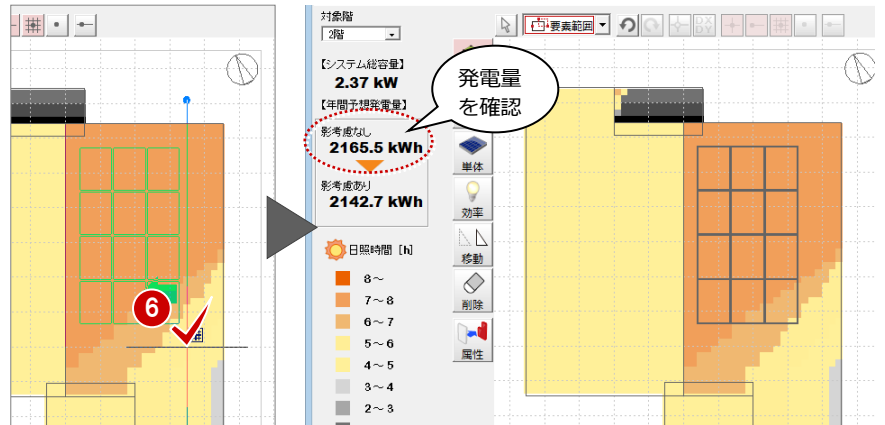 対象階
2階
【システム総容量】
2.37 kW
【年間予想発電量】
影考慮なし
2165.5 kWh
影考慮あり
2142.7 kWh
日照時間 [h]
8～
7～8
6～7
5～6
4～5
3～4
2～3
発電量
を確認
要素範囲
DX
DY
単体
効率
移動
削除
属性
6